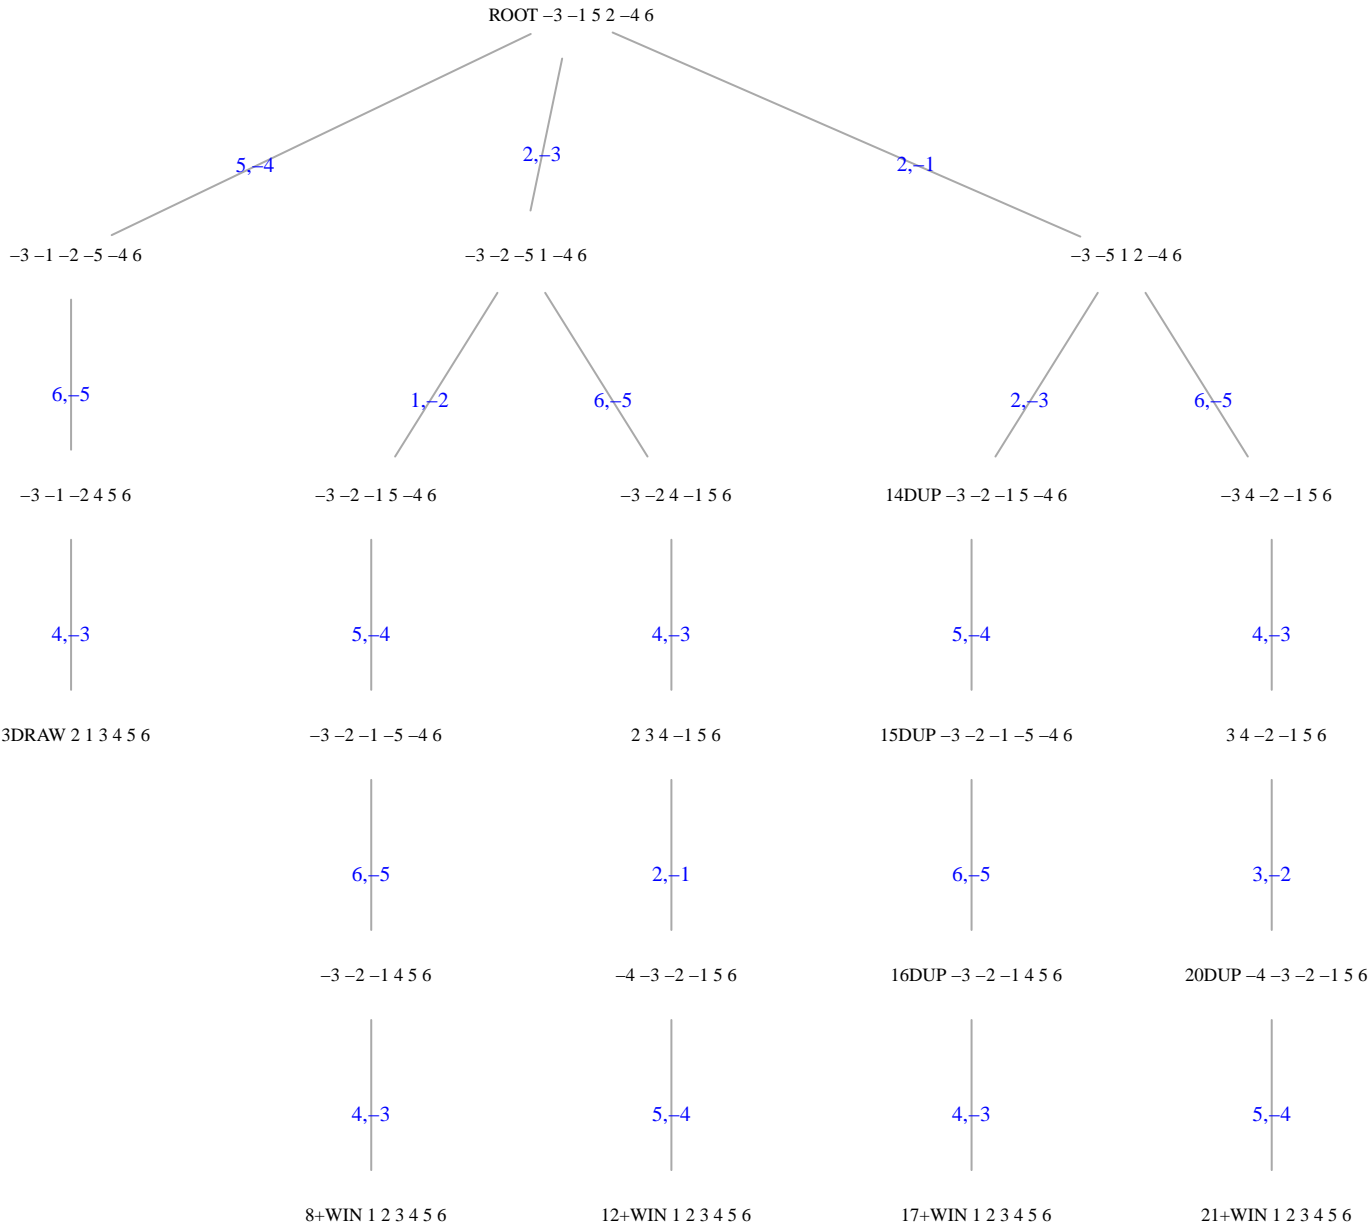 ROOT –3 –1 5 2 –4 6
5,–4
2,–3
2,–1
–3 –1 –2 –5 –4 6
–3 –2 –5 1 –4 6
–3 –5 1 2 –4 6
6,–5
1,–2
6,–5
2,–3
6,–5
–3 –1 –2 4 5 6
–3 –2 –1 5 –4 6
–3 –2 4 –1 5 6
14DUP –3 –2 –1 5 –4 6
–3 4 –2 –1 5 6
4,–3
5,–4
4,–3
5,–4
4,–3
3DRAW 2 1 3 4 5 6
–3 –2 –1 –5 –4 6
2 3 4 –1 5 6
15DUP –3 –2 –1 –5 –4 6
3 4 –2 –1 5 6
6,–5
2,–1
6,–5
3,–2
–3 –2 –1 4 5 6
–4 –3 –2 –1 5 6
16DUP –3 –2 –1 4 5 6
20DUP –4 –3 –2 –1 5 6
4,–3
5,–4
4,–3
5,–4
8+WIN 1 2 3 4 5 6
12+WIN 1 2 3 4 5 6
17+WIN 1 2 3 4 5 6
21+WIN 1 2 3 4 5 6